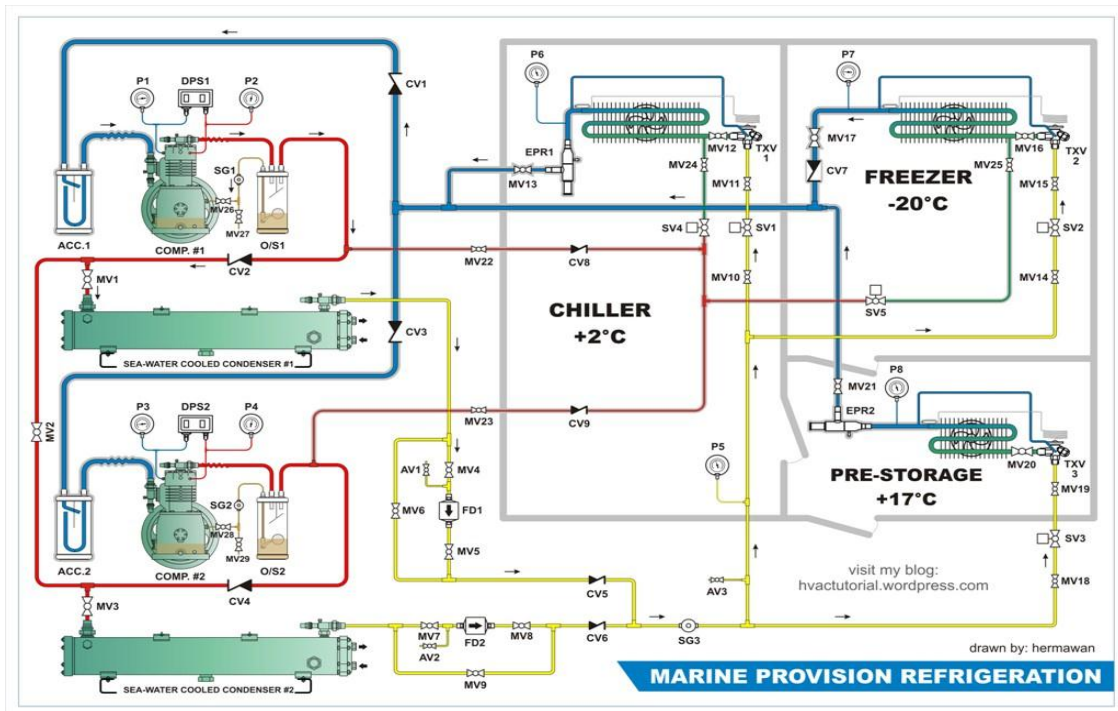 P1
DPS1
P2
CV1
P6
P7
EPR1
MV12
TXV
1
MV17
MV16
TXV
2
MV24
MV25
SG1
MV26
MV27
MV13
MV11
CV7
FREEZER
-20°C
MV15
ACC.1
COMP. #1
O/S1
SV4
SV1
SV2
CV2
MV22
CV8
MV1
MV10
MV14
CHILLER
+2°C
SV5
CV3
SEA-WATER COOLED CONDENSER #1
P8
MV21
P3
DPS2
P4
MV23
CV9
EPR2
MV2
P5
MV20
TXV
3
AV1
MV4
PRE-STORAGE
+17°C
MV19
SG2
MV6
FD1
MV28
MV29
SV3
MV5
ACC.2
COMP. #2
O/S2
visit my blog:
hvactutorial.wordpress.com
CV4
CV5
AV3
MV18
MV3
MV7
FD2
MV8
CV6
SG3
AV2
drawn by: hermawan
MV9
MARINE PROVISION REFRIGERATION
SEA-WATER COOLED CONDENSER #2